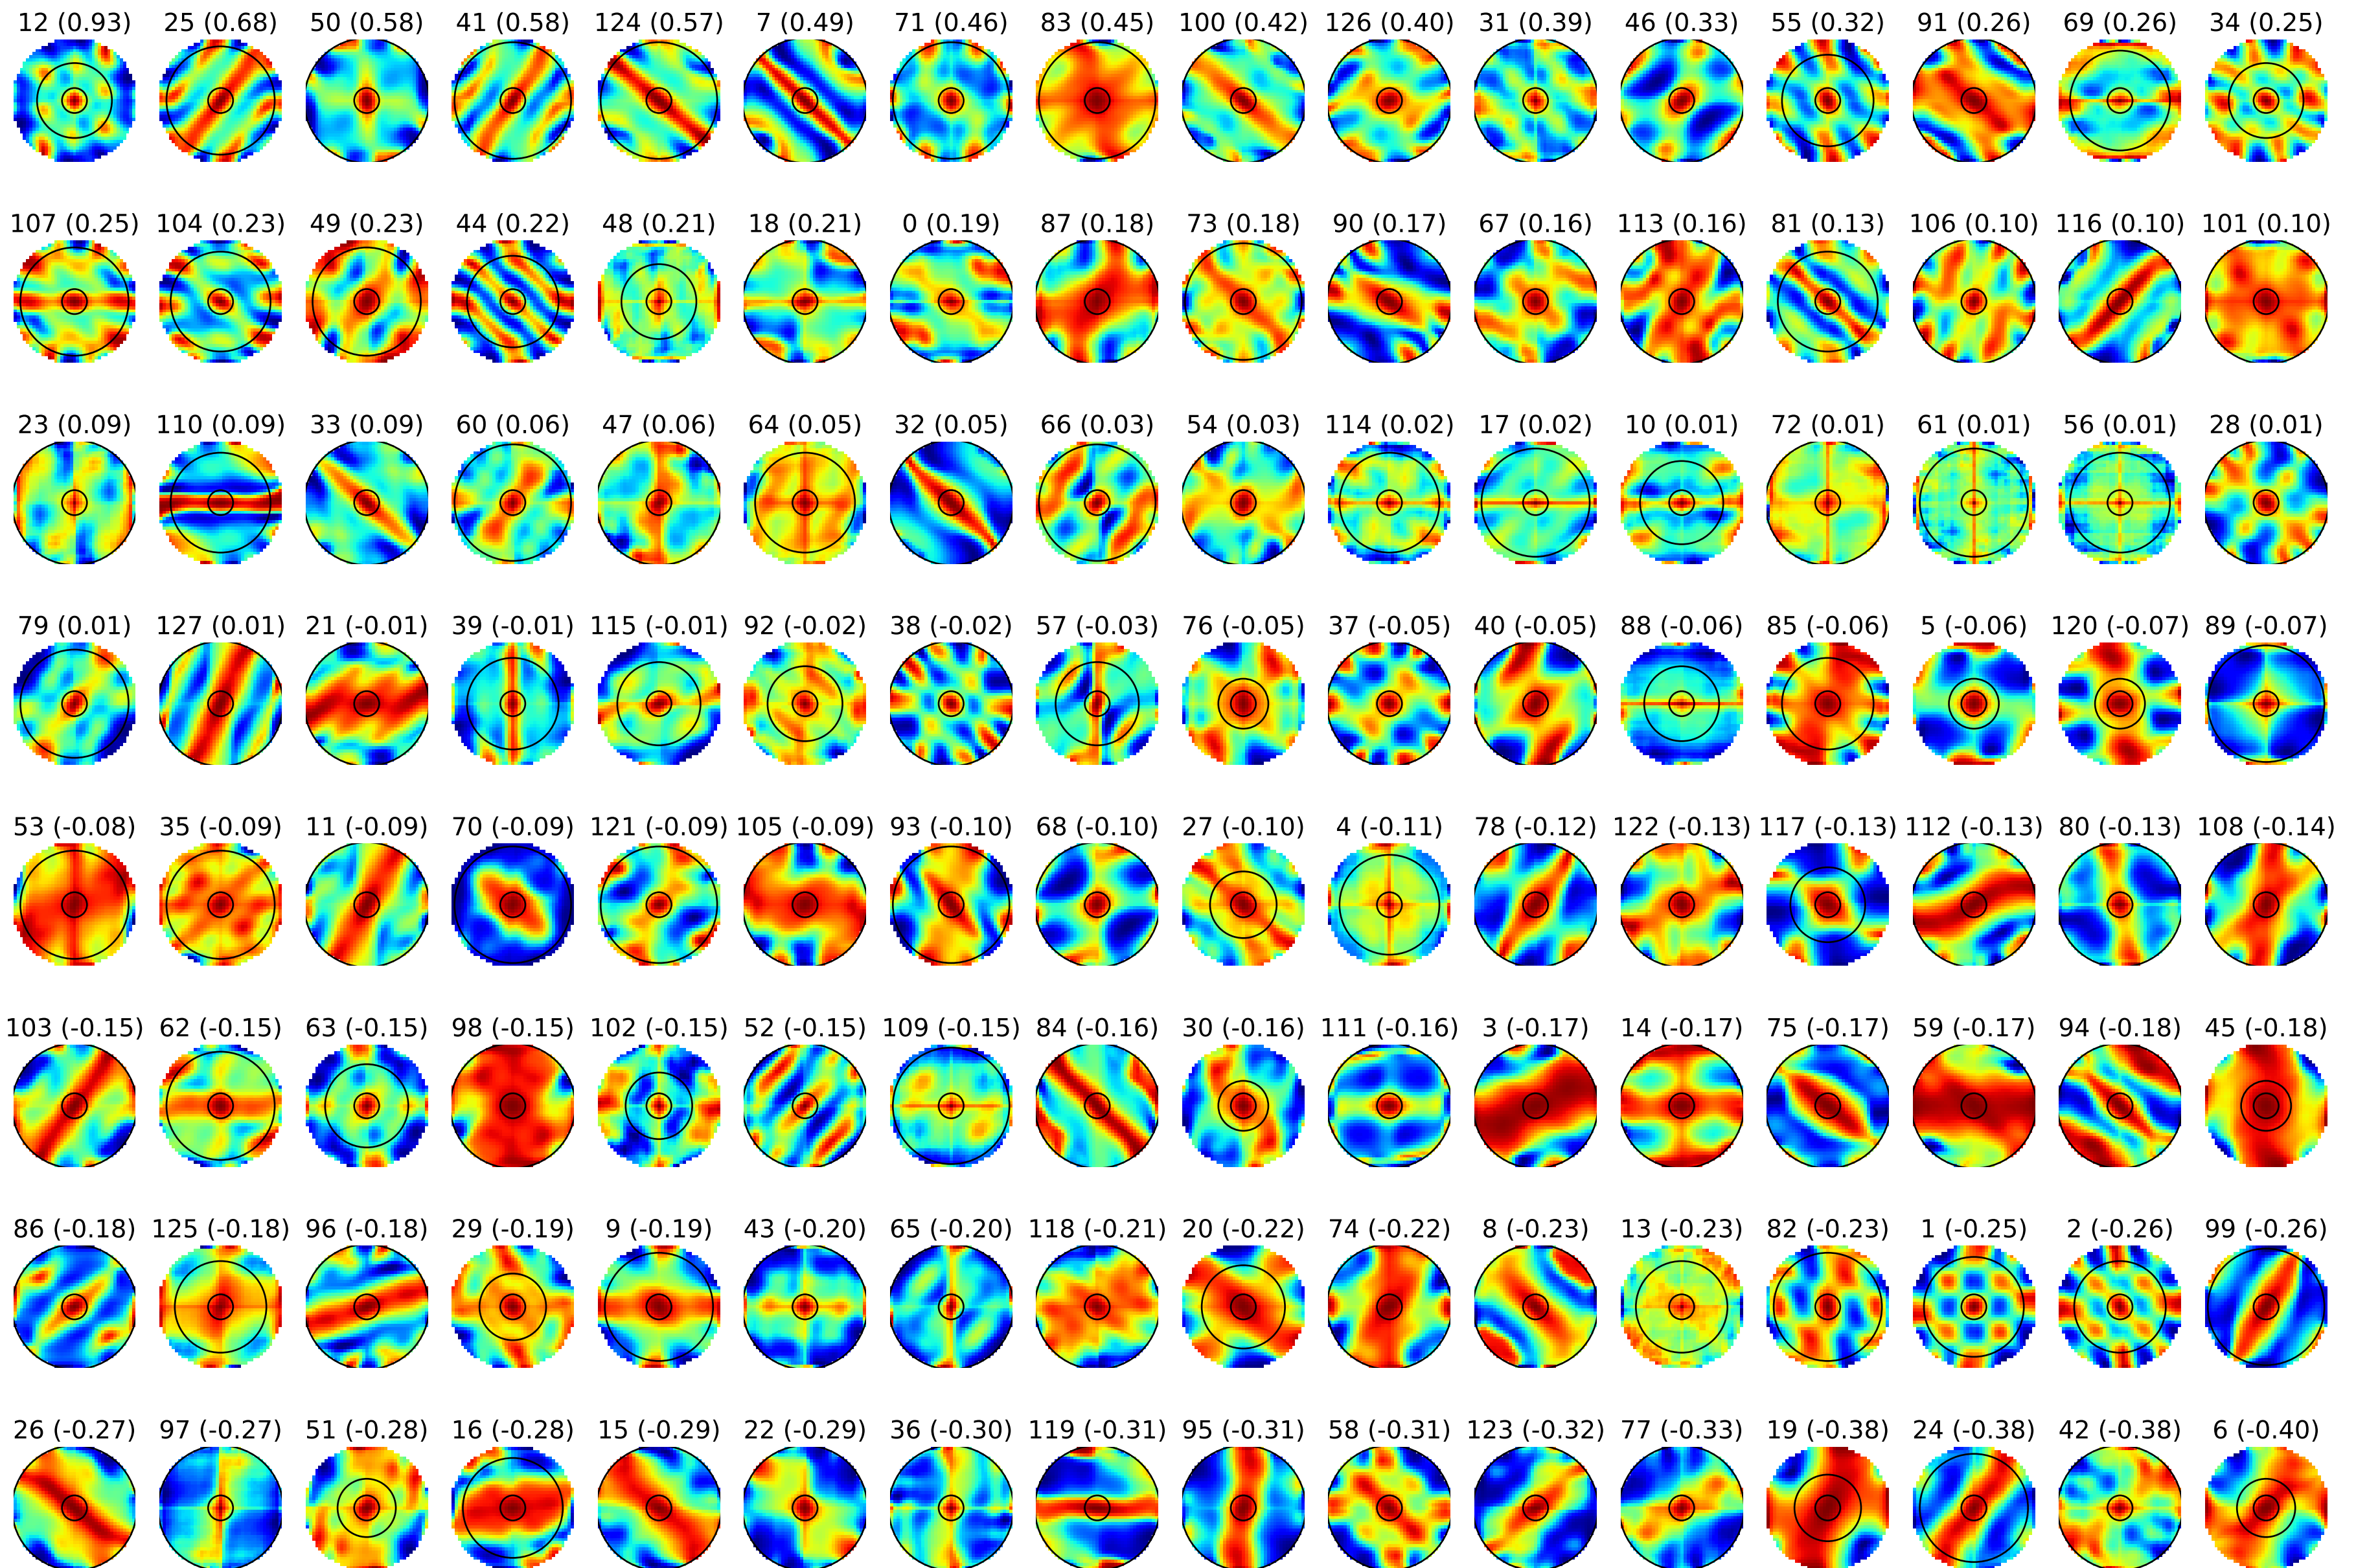 12 (0.93) 25 (0.68) 50 (0.58) 41 (0.58) 124 (0.57) 7 (0.49) 71 (0.46) 83 (0.45) 100 (0.42) 126 (0.40) 31 (0.39) 46 (0.33) 55 (0.32) 91 (0.26) 69 (0.26) 34 (0.25)
107 (0.25) 104 (0.23) 49 (0.23) 44 (0.22) 48 (0.21) 18 (0.21) 0 (0.19) 87 (0.18) 73 (0.18) 90 (0.17) 67 (0.16) 113 (0.16) 81 (0.13) 106 (0.10) 116 (0.10) 101 (0.10)
23 (0.09) 110 (0.09) 33 (0.09) 60 (0.06) 47 (0.06) 64 (0.05) 32 (0.05) 66 (0.03) 54 (0.03) 114 (0.02) 17 (0.02) 10 (0.01) 72 (0.01) 61 (0.01) 56 (0.01) 28 (0.01)
79 (0.01) 127 (0.01) 21 (-0.01) 39 (-0.01) 115 (-0.01) 92 (-0.02) 38 (-0.02) 57 (-0.03) 76 (-0.05) 37 (-0.05) 40 (-0.05) 88 (-0.06) 85 (-0.06) 5 (-0.06) 120 (-0.07) 89 (-0.07)
53 (-0.08) 35 (-0.09) 11 (-0.09) 70 (-0.09) 121 (-0.09) 105 (-0.09) 93 (-0.10) 68 (-0.10) 27 (-0.10) 4 (-0.11) 78 (-0.12) 122 (-0.13) 117 (-0.13) 112 (-0.13) 80 (-0.13) 108 (-0.14)
103 (-0.15) 62 (-0.15) 63 (-0.15) 98 (-0.15) 102 (-0.15) 52 (-0.15) 109 (-0.15) 84 (-0.16) 30 (-0.16) 111 (-0.16) 3 (-0.17) 14 (-0.17) 75 (-0.17) 59 (-0.17) 94 (-0.18) 45 (-0.18)
86 (-0.18) 125 (-0.18) 96 (-0.18) 29 (-0.19) 9 (-0.19) 43 (-0.20) 65 (-0.20) 118 (-0.21) 20 (-0.22) 74 (-0.22) 8 (-0.23) 13 (-0.23) 82 (-0.23) 1 (-0.25) 2 (-0.26) 99 (-0.26)
26 (-0.27) 97 (-0.27) 51 (-0.28) 16 (-0.28) 15 (-0.29) 22 (-0.29) 36 (-0.30) 119 (-0.31) 95 (-0.31) 58 (-0.31) 123 (-0.32) 77 (-0.33) 19 (-0.38) 24 (-0.38) 42 (-0.38) 6 (-0.40)